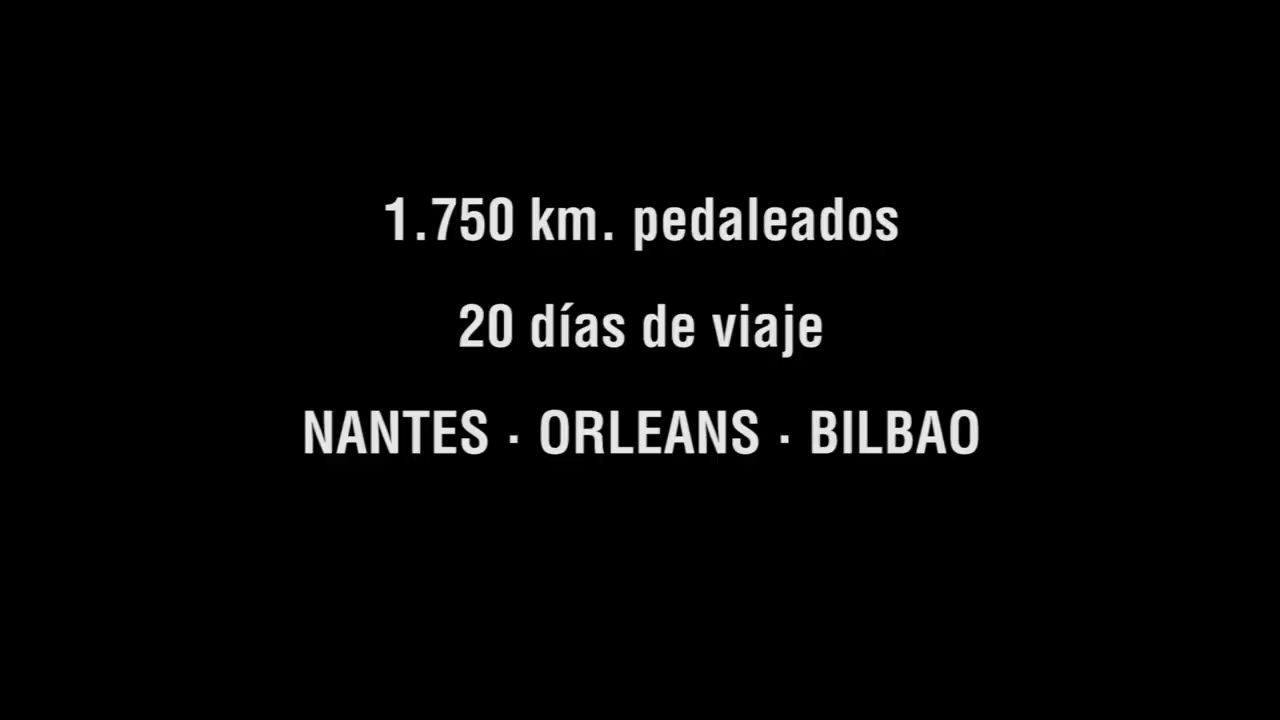 1.750 km. pedaleados
20 días de viaje
NANTES · ORLEANS · BILBAO